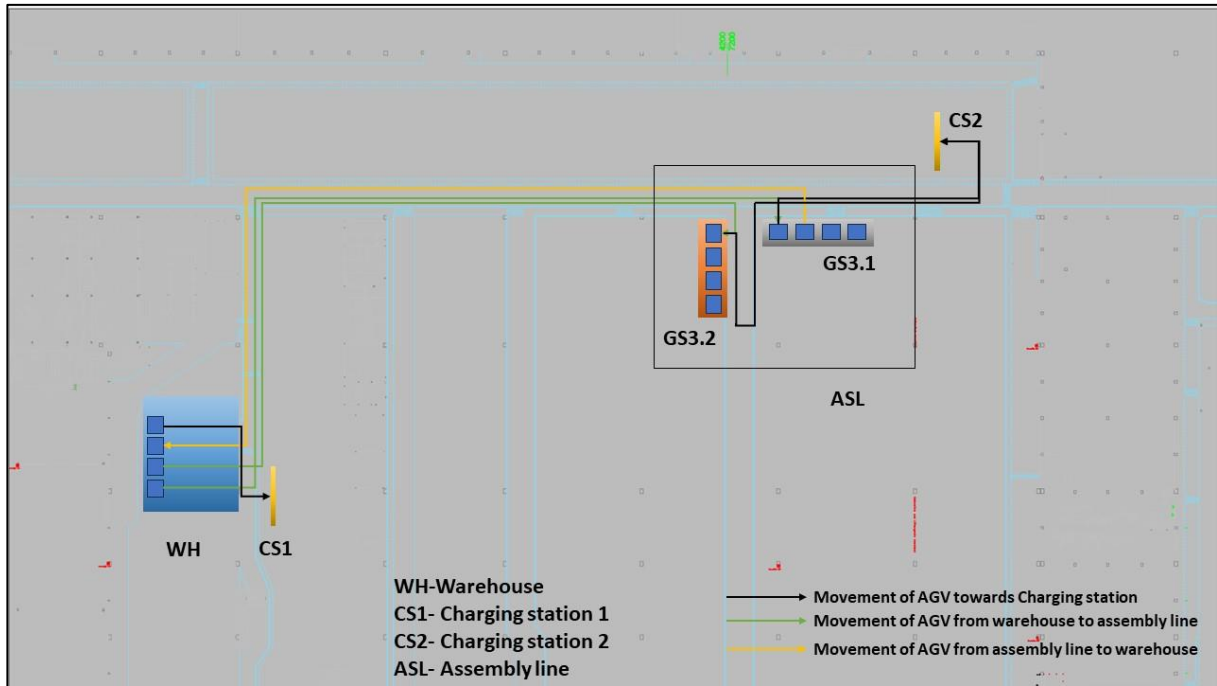 CS2
GS3.1
GS3.2
ASL
WH
CS1
WH-Warehouse
CS1- Charging station 1
CS2- Charging station 2
ASL- Assembly line
Movement of AGV towards Charging station
Movement of AGV from warehouse to assembly line
Movement of AGV from assembly line to warehouse